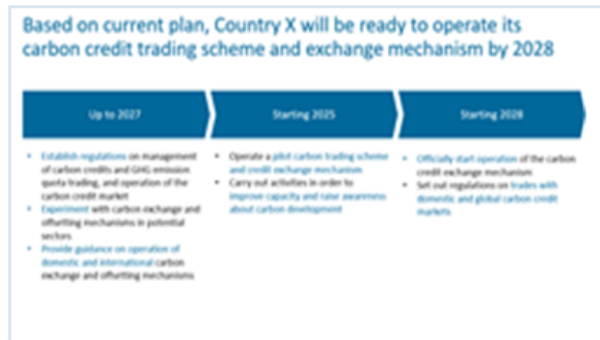 Based on current plan, Country X will be ready to operate its
carbon credit trading scheme and exchange mechanism by 2028
Up to 2027
Starting 2025
Starting 2028
• Establish regulations on management
of carbon credits and GHG emission
quota trading, and operation of the
carbon credit market
• Experiment with carbon exchange and
offsetting mechanisms in potential
sectors
• Provide guidance on operation of
domestic and international carbon
exchange and offsetting mechanisms
• Operate a pilot carbon trading scheme
and credit exchange mechanism
• Carry out activities in order to
improve capacity and raise awareness
about carbon development
• Officially start operation of the carbon
credit exchange mechanism
• Set out regulations on trades with
domestic and global carbon credit
markets